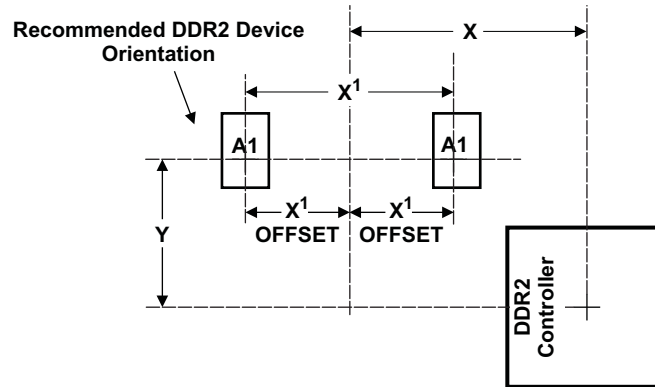 Recommended DDR2 Device
Orientation
X
X¹
A1
A1
X¹
X¹
OFFSET
OFFSET
Y
DDR2
Controller